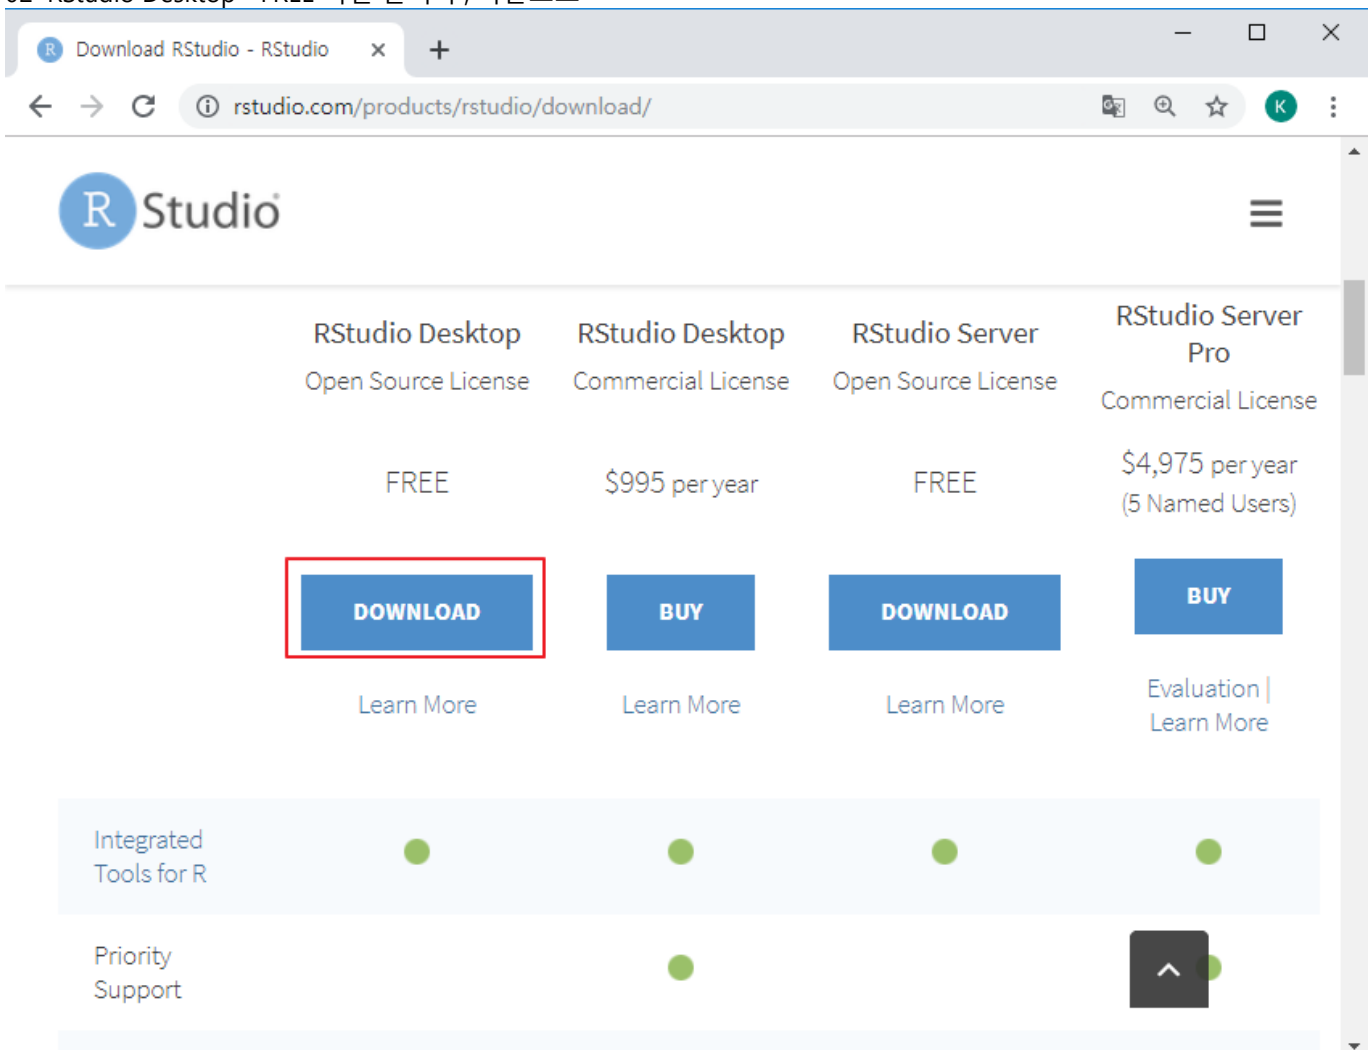 RStudio Desktop
Download RStudio - RStudio
rstudio.com/products/rstudio/download/
K
R Studio
RStudio Desktop
Open Source License
FREE
DOWNLOAD
Learn More
RStudio Desktop
Commercial License
$995 per year
BUY
Learn More
RStudio Server
Open Source License
FREE
DOWNLOAD
Learn More
RStudio Server
Pro
Commercial License
$4,975 per year
(5 Named Users)
BUY
Evaluation |
Learn More
Integrated
Tools for R
Priority
Support